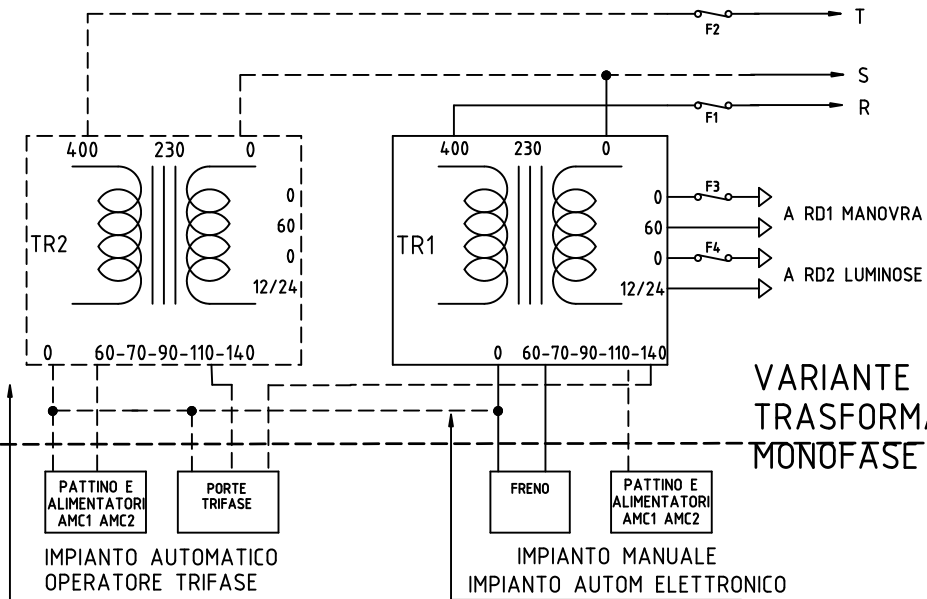 T
F2
S
R
F1
400 230 0
400 230 0
0
60
0
12/24
TR2
0
60
0
12/24
TR1
F3
A RD1 MANOVRA
F4
A RD2 LUMINOSE
0 60-70-90-110-140
0 60-70-90-110-140
VARIANTE
TRASFORMA
MONOFASE
PATTINO E
ALIMENTATORI
AMC1 AMC2
PORTE
TRIFASE
FRENO
PATTINO E
ALIMENTATORI
AMC1 AMC2
IMPIANTO AUTOMATICO
OPERATORE TRIFASE
IMPIANTO MANUALE
IMPIANTO AUTOM ELETTRONICO